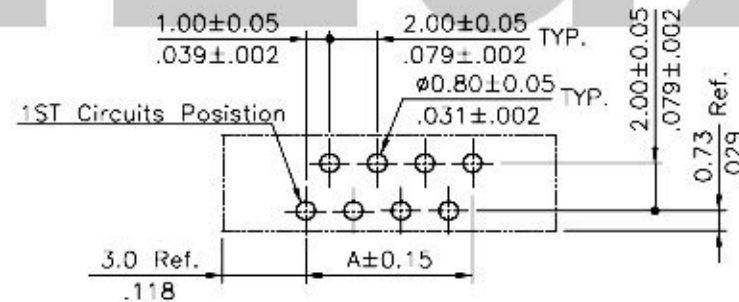 1.00±0.05
.039±.002
2.00±0.05
.079±.002
TYP.
ø0.80±0.05
.031±.002
TYP.
1ST Circuits Posistion
2.00±0.05
.079±.002
0.73 Ref.
.029
3.0 Ref.
.118
A±0.15